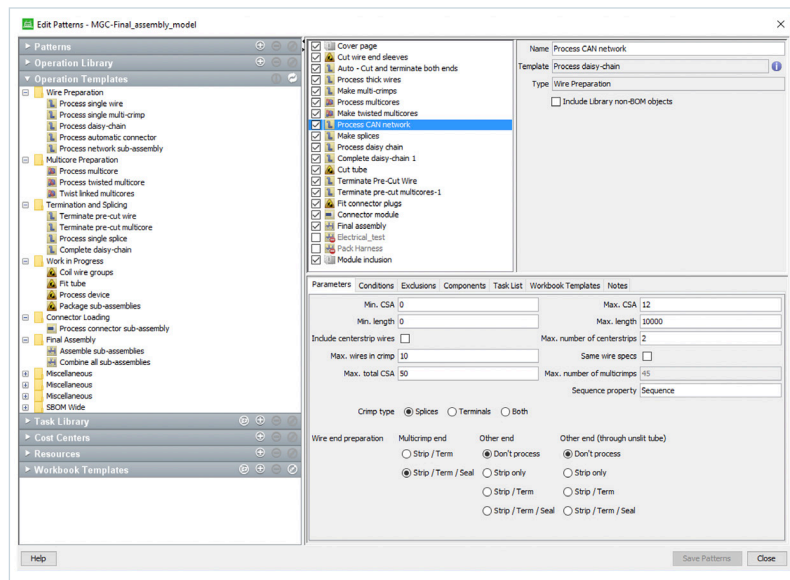 Edit Patterns - MGC-Final_assembly_model
Patterns
Operation Library
Operation Templates
Wire Preparation
Process single wire
Process single multi-crimp
Process daisy-chain
Process automatic connector
Process network sub-assembly
Multicore Preparation
Process multicore
Process twisted multicore
Twist linked multicores
Termination and Splicing
Terminate pre-cut wire
Terminate pre-cut multicore
Process single splice
Complete daisy-chain
Work in Progress
Coil wire groups
Fit tube
Process device
Package sub-assemblies
Connector Loading
Process connector sub-assembly
Final Assembly
Assemble sub-assemblies
Combine all sub-assemblies
Miscellaneous
Miscellaneous
Miscellaneous
SBOM Wide
Task Library
Cost Centers
Resources
Workbook Templates
Cover page
Cut wire end sleeves
Auto - Cut and terminate both ends
Process thick wires
Make multi-crimps
Process multicores
Make twisted multicores
Process CAN network
Make splices
Process daisy chain
Complete daisy-chain 1
Cut tube
Terminate Pre-Cut Wire
Terminate pre-cut multicores-1
Fit connector plugs
Connector module
Final assembly
Electrical_test
Pack Harness
Module inclusion
Name Process CAN network
Template Process daisy-chain
Type Wire Preparation
Include Library non-BOM objects
Parameters Conditions Exclusions Components Task List Workbook Templates Notes
Min. CSA 0 Max. CSA 12
Min. length 0 Max. length 10000
Include centerstrip wires Max. number of centerstrips 2
Max. wires in crimp 10 Same wire specs
Max. total CSA 50 Max. number of multicrimps 45
Sequence property Sequence
Crimp type Splices Terminals Both
Wire end preparation Multicrimp end Other end Other end (through unslit tube)
Strip / Term Don't process Don't process
Strip / Term / Seal Strip only Strip only
Strip / Term Strip / Term
Strip / Term / Seal Strip / Term / Seal
Help Save Patterns Close